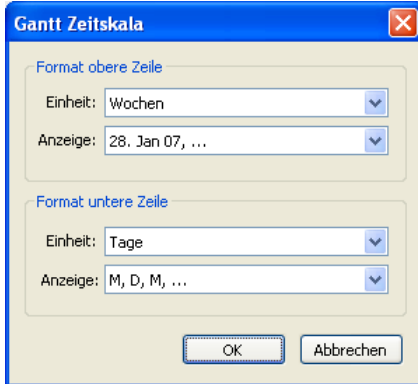 Gantt Zeitskala
Format obere Zeile
Einheit: Wochen
Anzeige: 28. Jan 07, ...
Format untere Zeile
Einheit: Tage
Anzeige: M, D, M, ...
OK Abbrechen